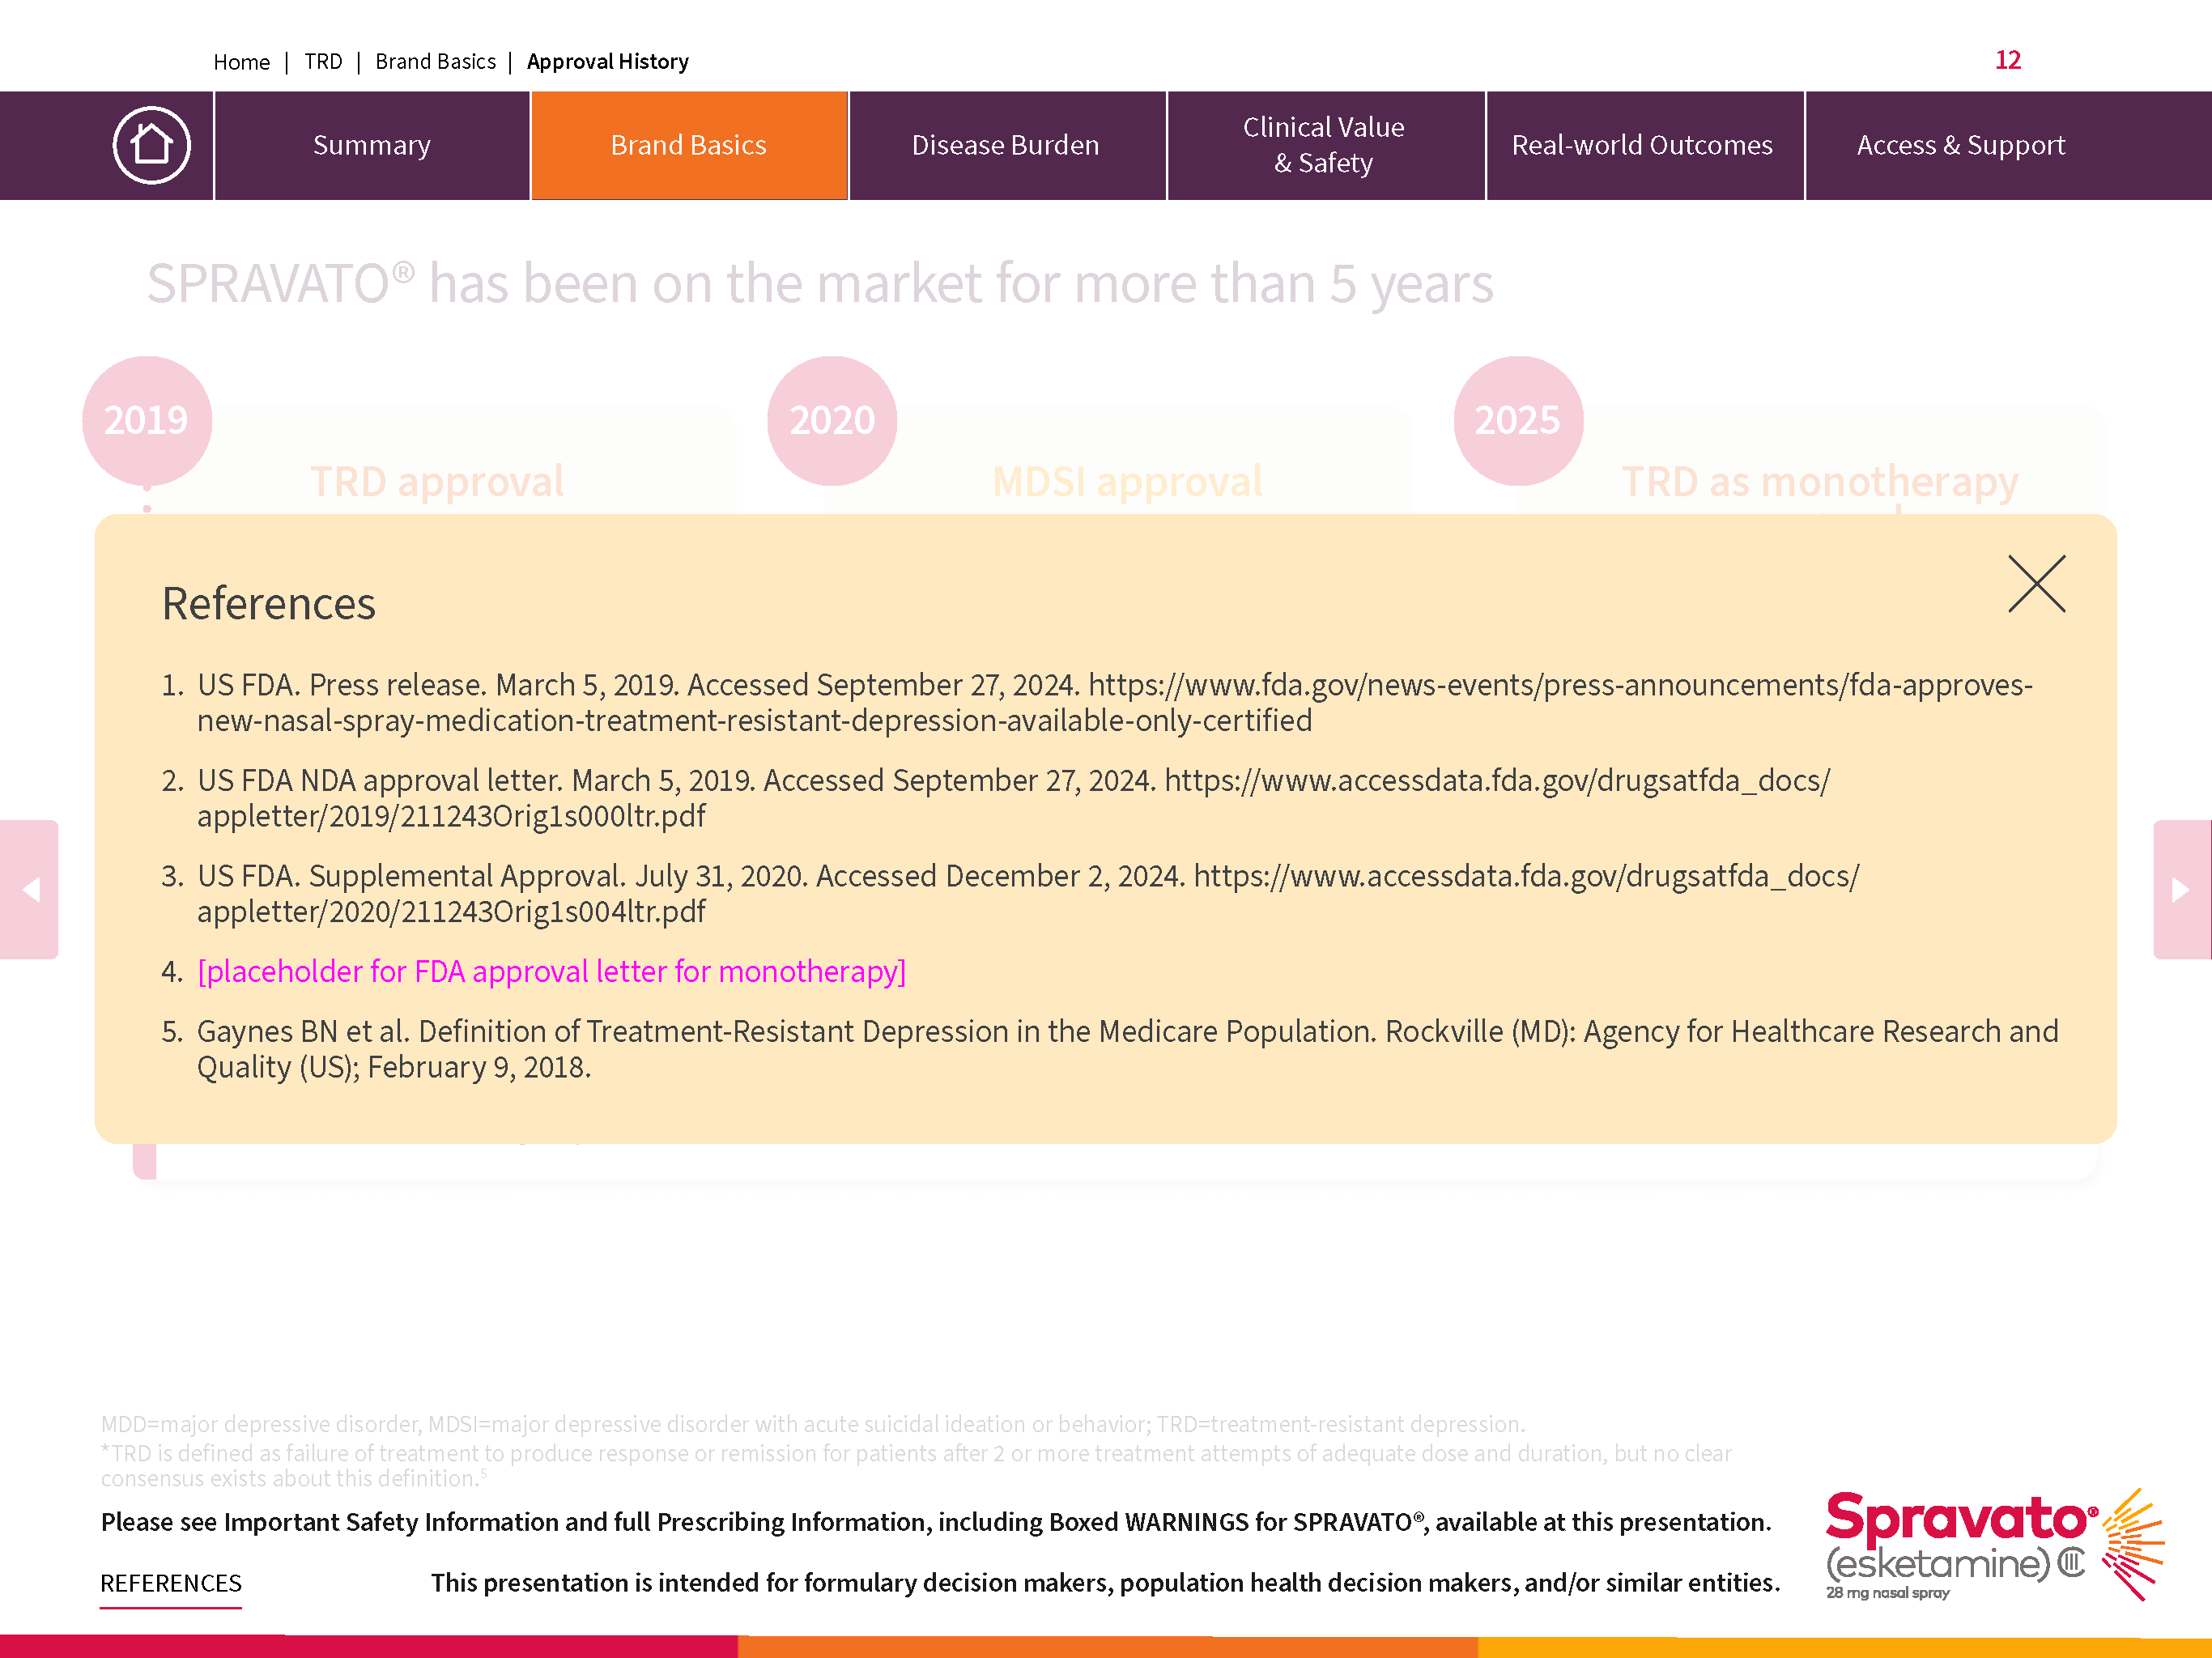 Home | TRD | Brand Basics | Approval History
12
Summary
Brand Basics
Disease Burden
Clinical Value
& Safety
Real-world Outcomes
Access & Support
SPRAVATO® has been on the market for more than 5 years
2019
2020
2025
TRD approval
MDSI approval
TRD as monotherapy
References
1. US FDA. Press release. March 5, 2019. Accessed September 27, 2024. https://www.fda.gov/news-events/press-announcements/fda-approves-
new-nasal-spray-medication-treatment-resistant-depression-available-only-certified
2. US FDA NDA approval letter. March 5, 2019. Accessed September 27, 2024. https://www.accessdata.fda.gov/drugsatfda_docs/
appletter/2019/211243Orig1s000ltr.pdf
3. US FDA. Supplemental Approval. July 31, 2020. Accessed December 2, 2024. https://www.accessdata.fda.gov/drugsatfda_docs/
appletter/2020/211243Orig1s004ltr.pdf
4. [placeholder for FDA approval letter for monotherapy]
5. Gaynes BN et al. Definition of Treatment-Resistant Depression in the Medicare Population. Rockville (MD): Agency for Healthcare Research and
Quality (US); February 9, 2018.
MDD=major depressive disorder, MDSI=major depressive disorder with acute suicidal ideation or behavior; TRD=treatment-resistant depression.
*TRD is defined as failure of treatment to produce response or remission for patients after 2 or more treatment attempts of adequate dose and duration, but no clear
consensus exists about this definition.5
Please see Important Safety Information and full Prescribing Information, including Boxed WARNINGS for SPRAVATO®, available at this presentation.
REFERENCES
This presentation is intended for formulary decision makers, population health decision makers, and/or similar entities.
Spravato®
(esketamine) CIII
28 mg nasal spray